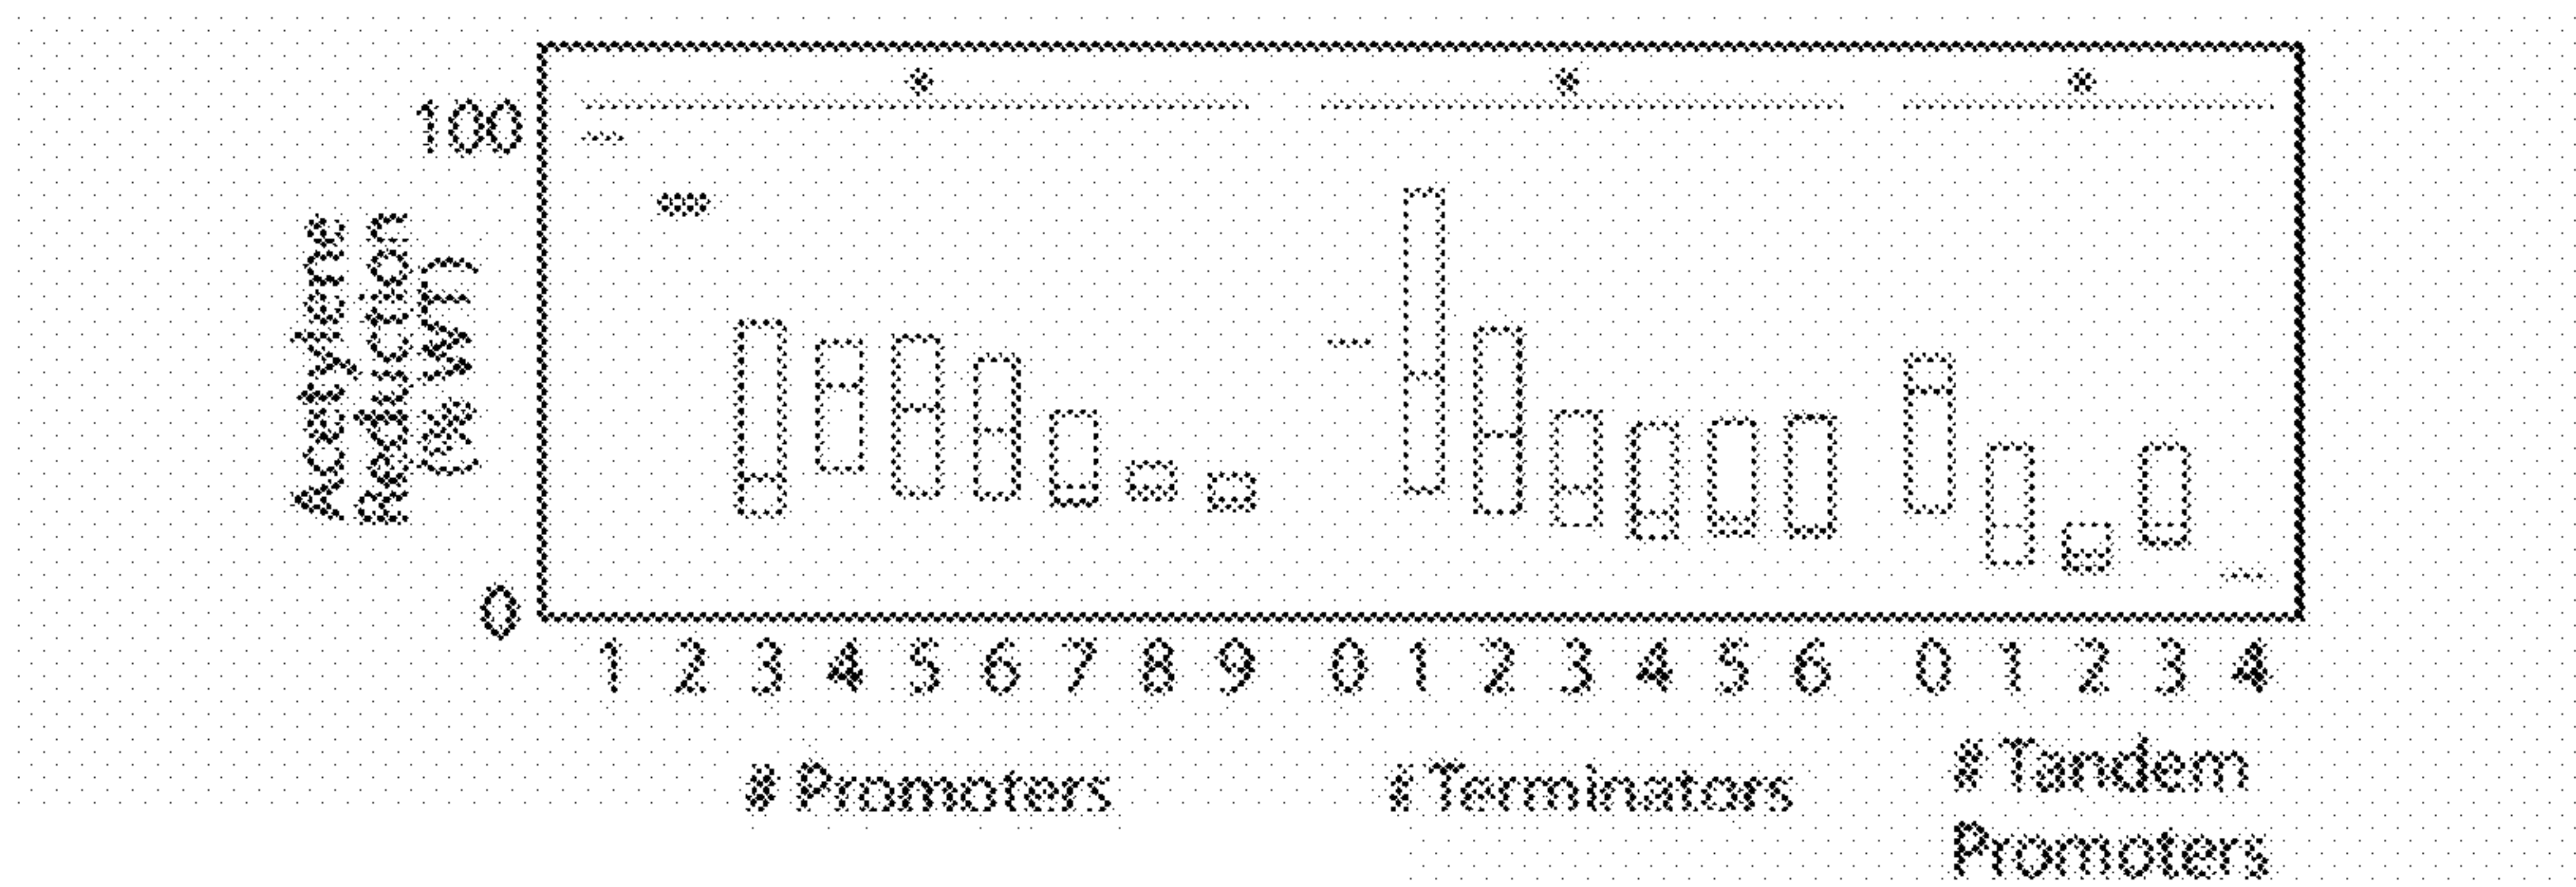 * * *
100
Acetylene
Reduction
(% WT)
0
1 2 3 4 5 6 7 8 9 0 1 2 3 4 5 6 0 1 2 3 4
# Promoters
# Terminators
# Tandem
Promoters